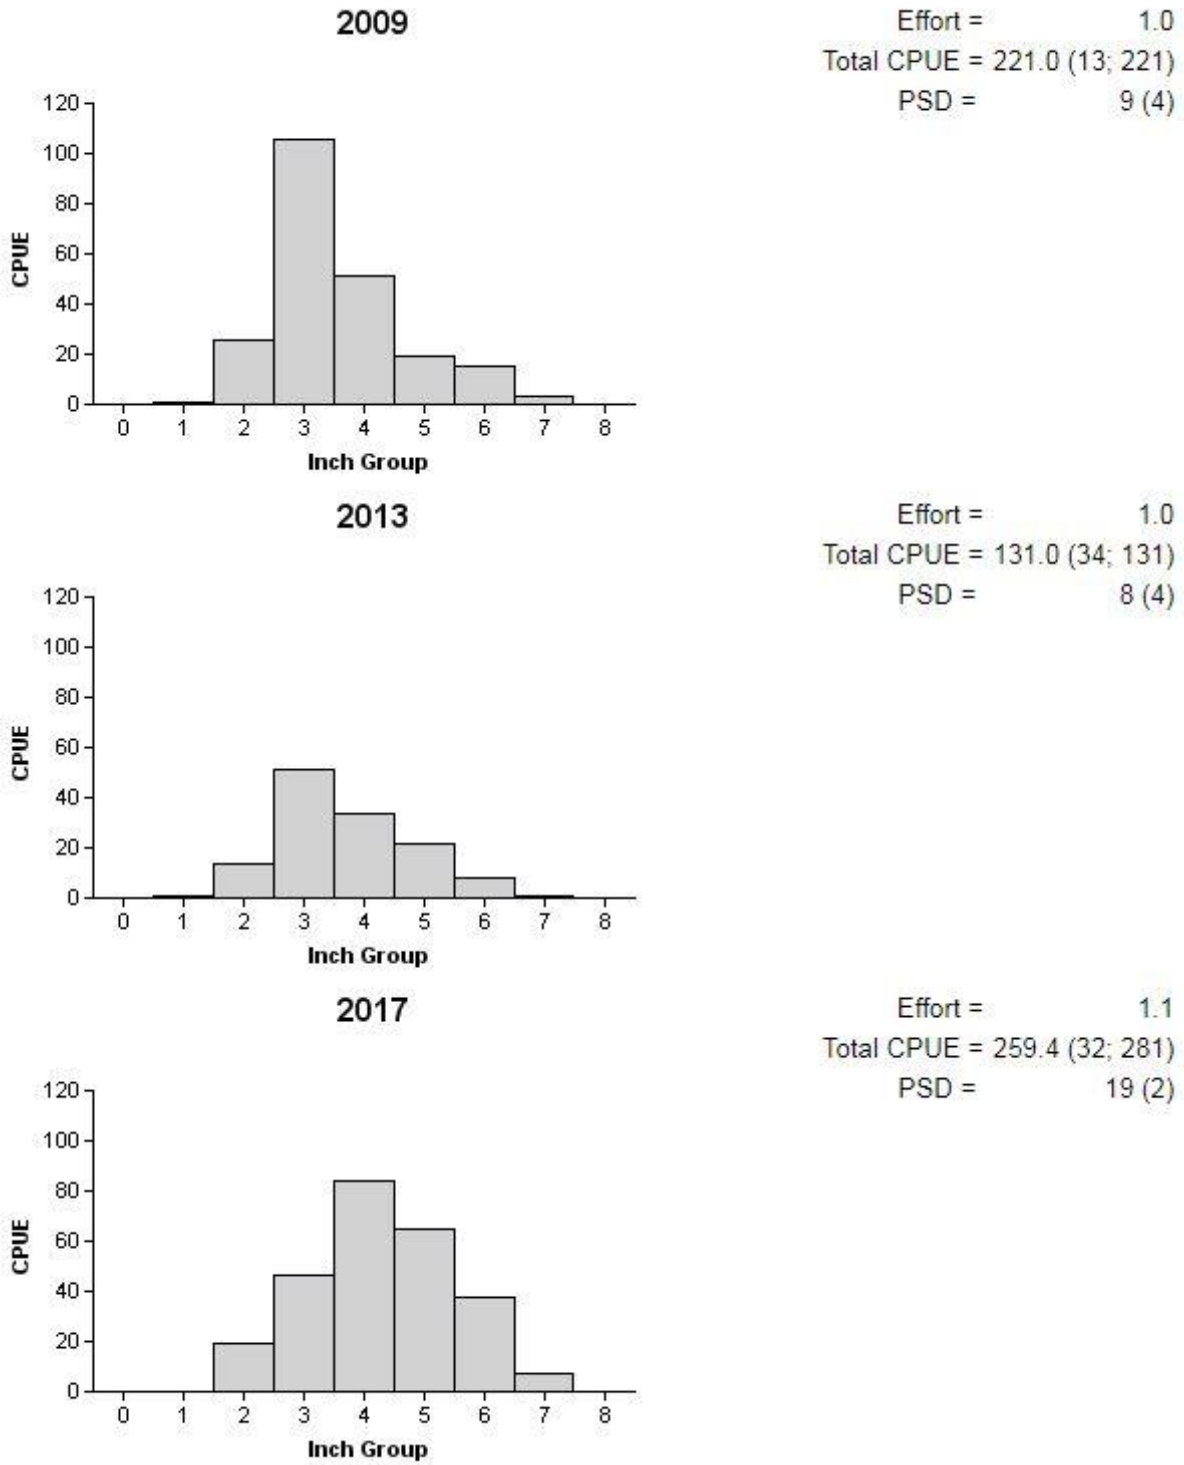 2009
Effort = 1.0
Total CPUE = 221.0 (13; 221)
PSD = 9 (4)
120
100
80
60
40
20
0
CPUE
0 1 2 3 4 5 6 7 8
Inch Group
2013
Effort = 1.0
Total CPUE = 131.0 (34; 131)
PSD = 8 (4)
120
100
80
60
40
20
0
CPUE
0 1 2 3 4 5 6 7 8
Inch Group
2017
Effort = 1.1
Total CPUE = 259.4 (32; 281)
PSD = 19 (2)
120
100
80
60
40
20
0
CPUE
0 1 2 3 4 5 6 7 8
Inch Group